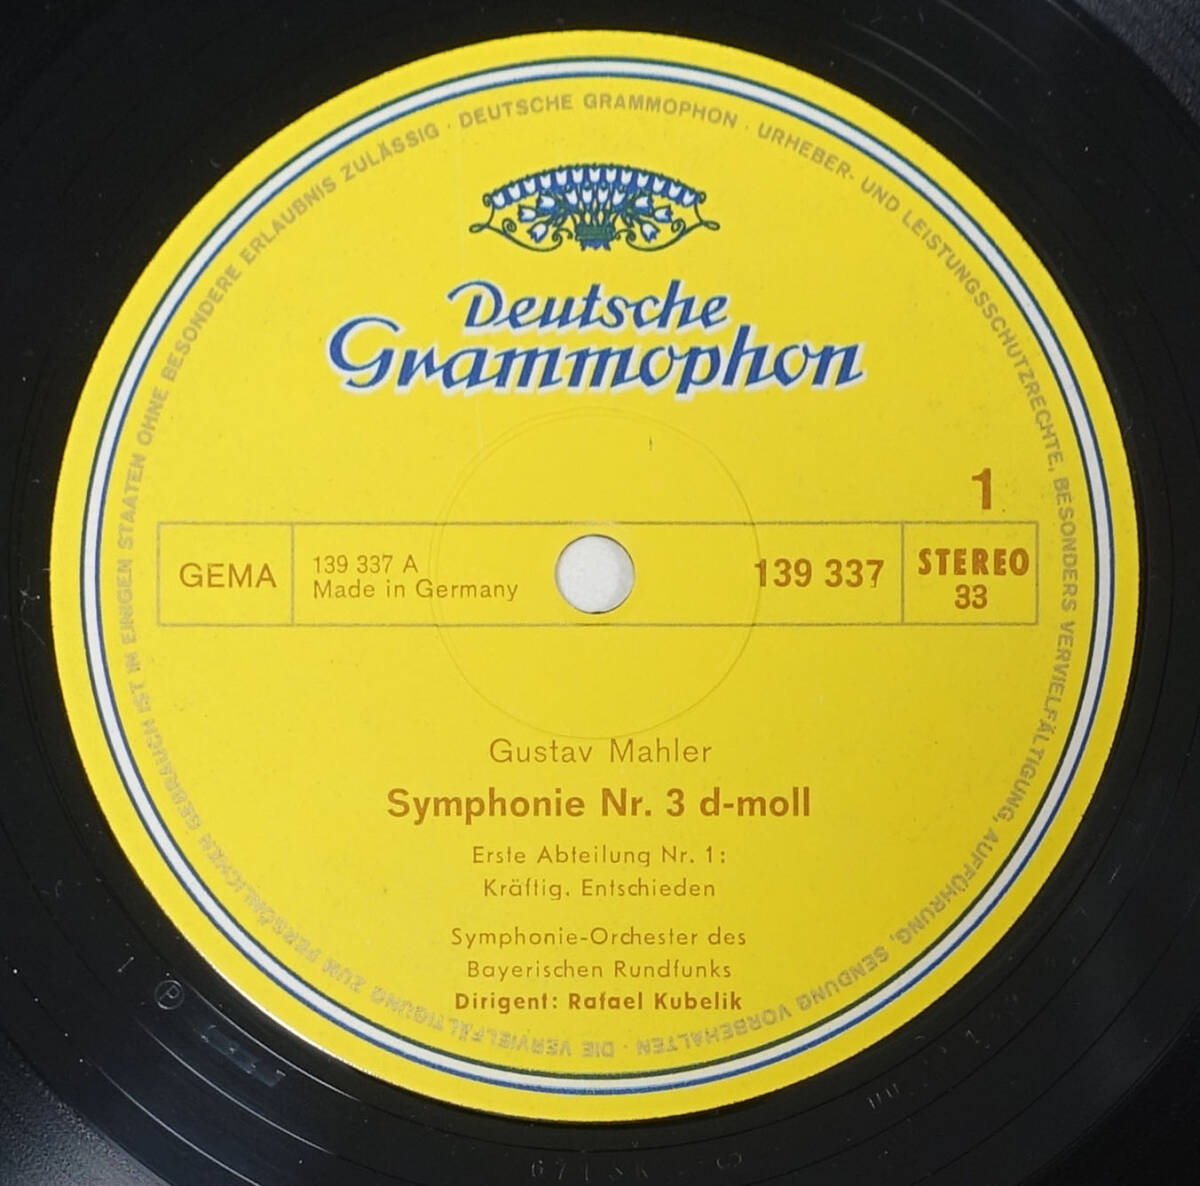 DEUTSCHE GRAMMOPHON · URHEBER- UND LEISTUNGSSCHUTZRECHTE, BESONDERS VERVIELFÄLTIGUNG, AUFFÜHRUNG, SENDUNG VORBEHALTEN · DIE VERVIELFÄLTIGUNG ZUM PERSÖNLICHEN GEBRAUCH IST IN EINIGEN STAATEN OHNE BESONDERE ERLAUBNIS ZULÄSSIG ·
Deutsche
Grammophon
1
GEMA
139 337 A
Made in Germany
139 337
STEREO
33
Gustav Mahler
Symphonie Nr. 3 d-moll
Erste Abteilung Nr. 1:
Kräftig. Entschieden
Symphonie-Orchester des
Bayerischen Rundfunks
Dirigent: Rafael Kubelik
℗